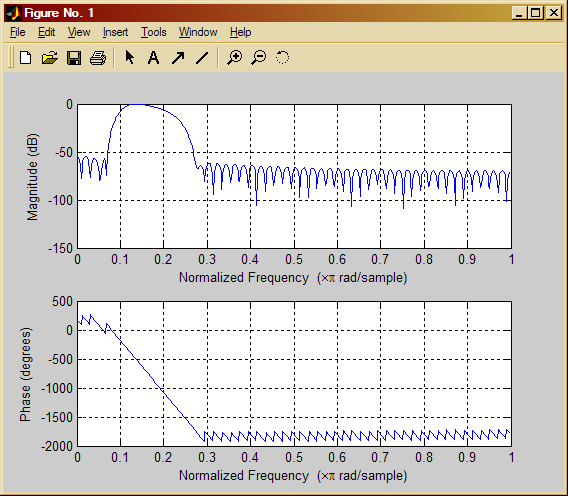 Figure No. 1
File Edit View Insert Tools Window Help
A
0
-50
-100
-150
Magnitude (dB)
0 0.1 0.2 0.3 0.4 0.5 0.6 0.7 0.8 0.9 1
Normalized Frequency (×π rad/sample)
500
0
-500
-1000
-1500
-2000
Phase (degrees)
0 0.1 0.2 0.3 0.4 0.5 0.6 0.7 0.8 0.9 1
Normalized Frequency (×π rad/sample)